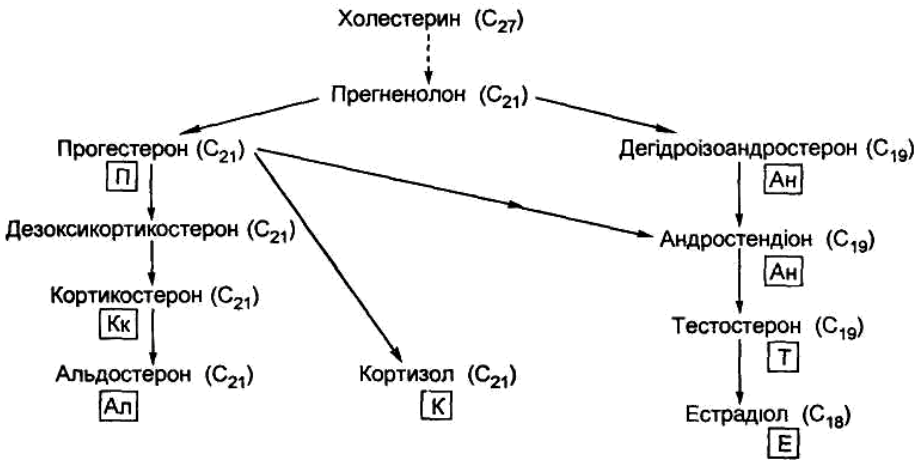 Холестерин (C27)
Прегненолон (C21)
Прогестерон (C21)
Дегідроізоандростерон (C19)
П
Ан
Дезоксикортикостерон (C21)
Андростендіон (C19)
Ан
Кортикостерон (C21)
Кк
Тестостерон (C19)
Т
Альдостерон (C21)
Кортизол (C21)
Ал
К
Естрадіол (C18)
Е